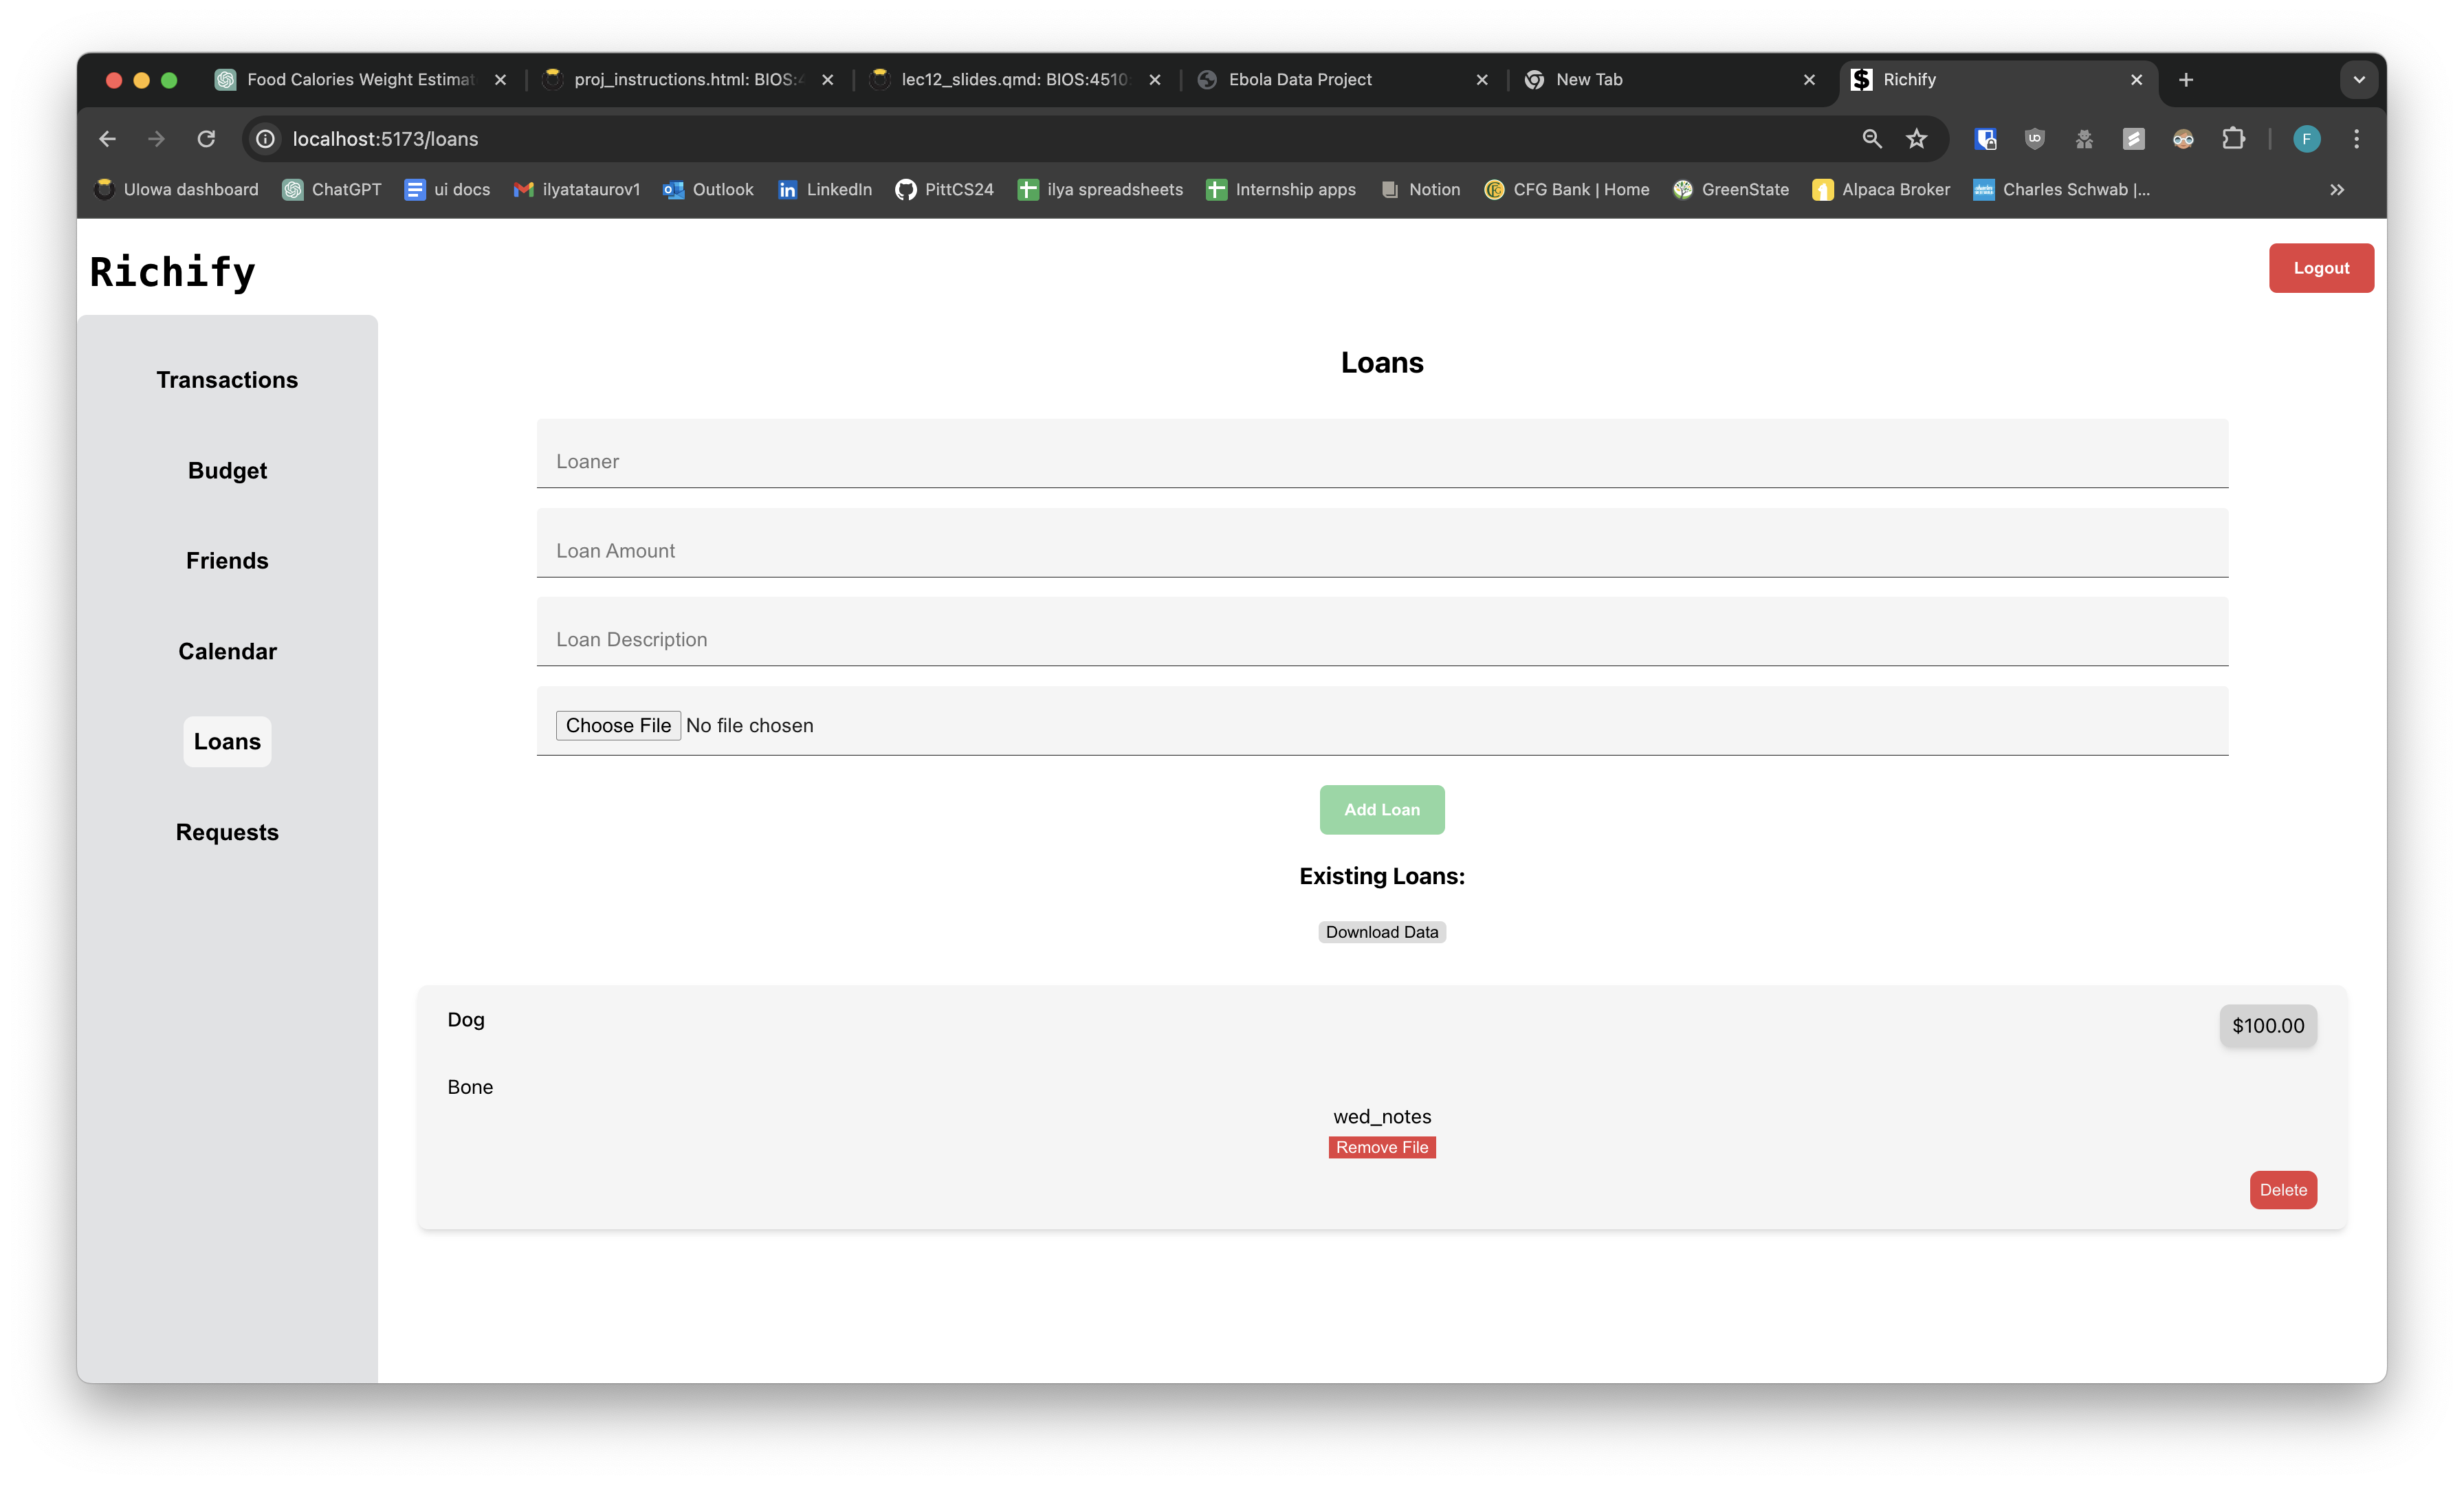 Food Calories Weight Estimat
proj_instructions.html: BIOS:4
lec12_slides.qmd: BIOS:4510
Ebola Data Project
New Tab
Richify
localhost:5173/loans
F
UIowa dashboard
ChatGPT
ui docs
ilyatataurov1
Outlook
LinkedIn
PittCS24
ilya spreadsheets
Internship apps
Notion
CFG Bank | Home
GreenState
Alpaca Broker
Charles Schwab |...
Richify
Logout
Transactions
Budget
Friends
Calendar
Loans
Requests
Loans
Loaner
Loan Amount
Loan Description
Choose File No file chosen
Add Loan
Existing Loans:
Download Data
Dog
$100.00
Bone
wed_notes
Remove File
Delete